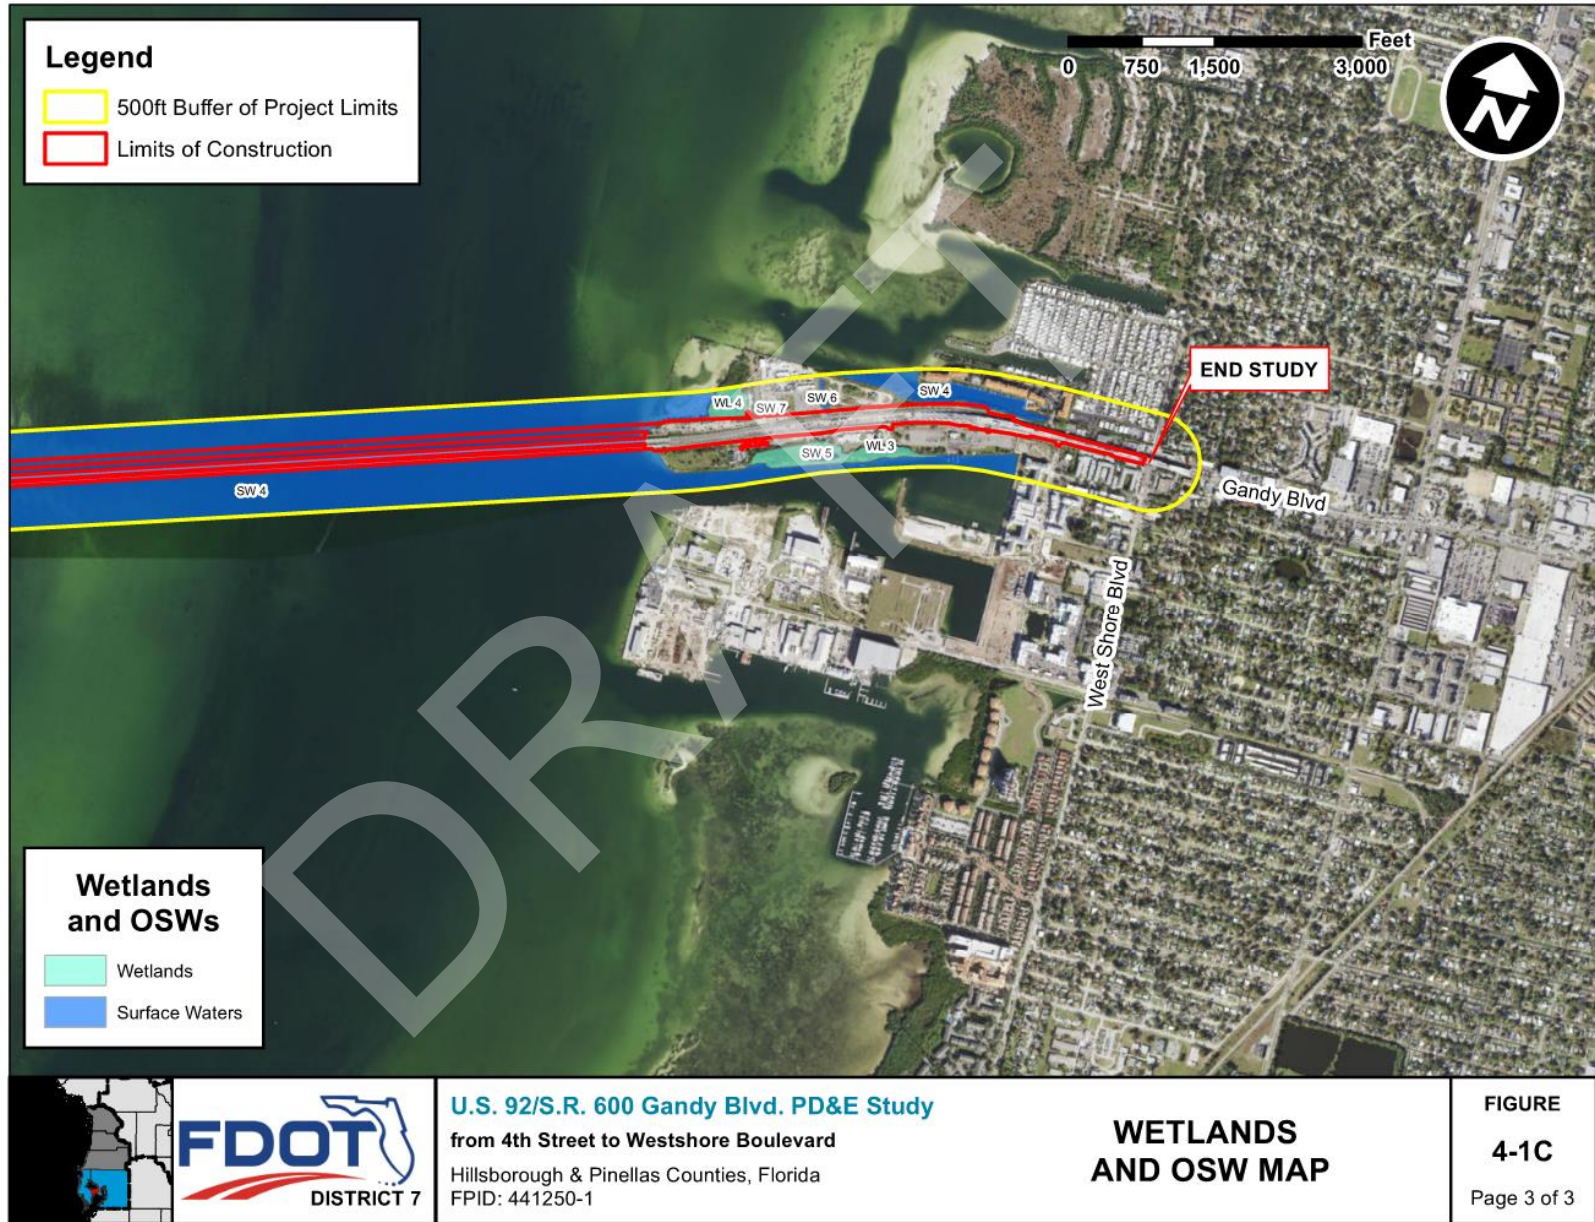 Legend
500ft Buffer of Project Limits
Limits of Construction
Feet
0 750 1,500 3,000
N
END STUDY
SW 4
WL 4
SW 7
SW 6
SW 5
WL 3
SW 4
Gandy Blvd
West Shore Blvd
DRAFT
Wetlands
and OSWs
Wetlands
Surface Waters
FDOT
DISTRICT 7
U.S. 92/S.R. 600 Gandy Blvd. PD&E Study
from 4th Street to Westshore Boulevard
Hillsborough & Pinellas Counties, Florida
FPID: 441250-1
WETLANDS
AND OSW MAP
FIGURE
4-1C
Page 3 of 3